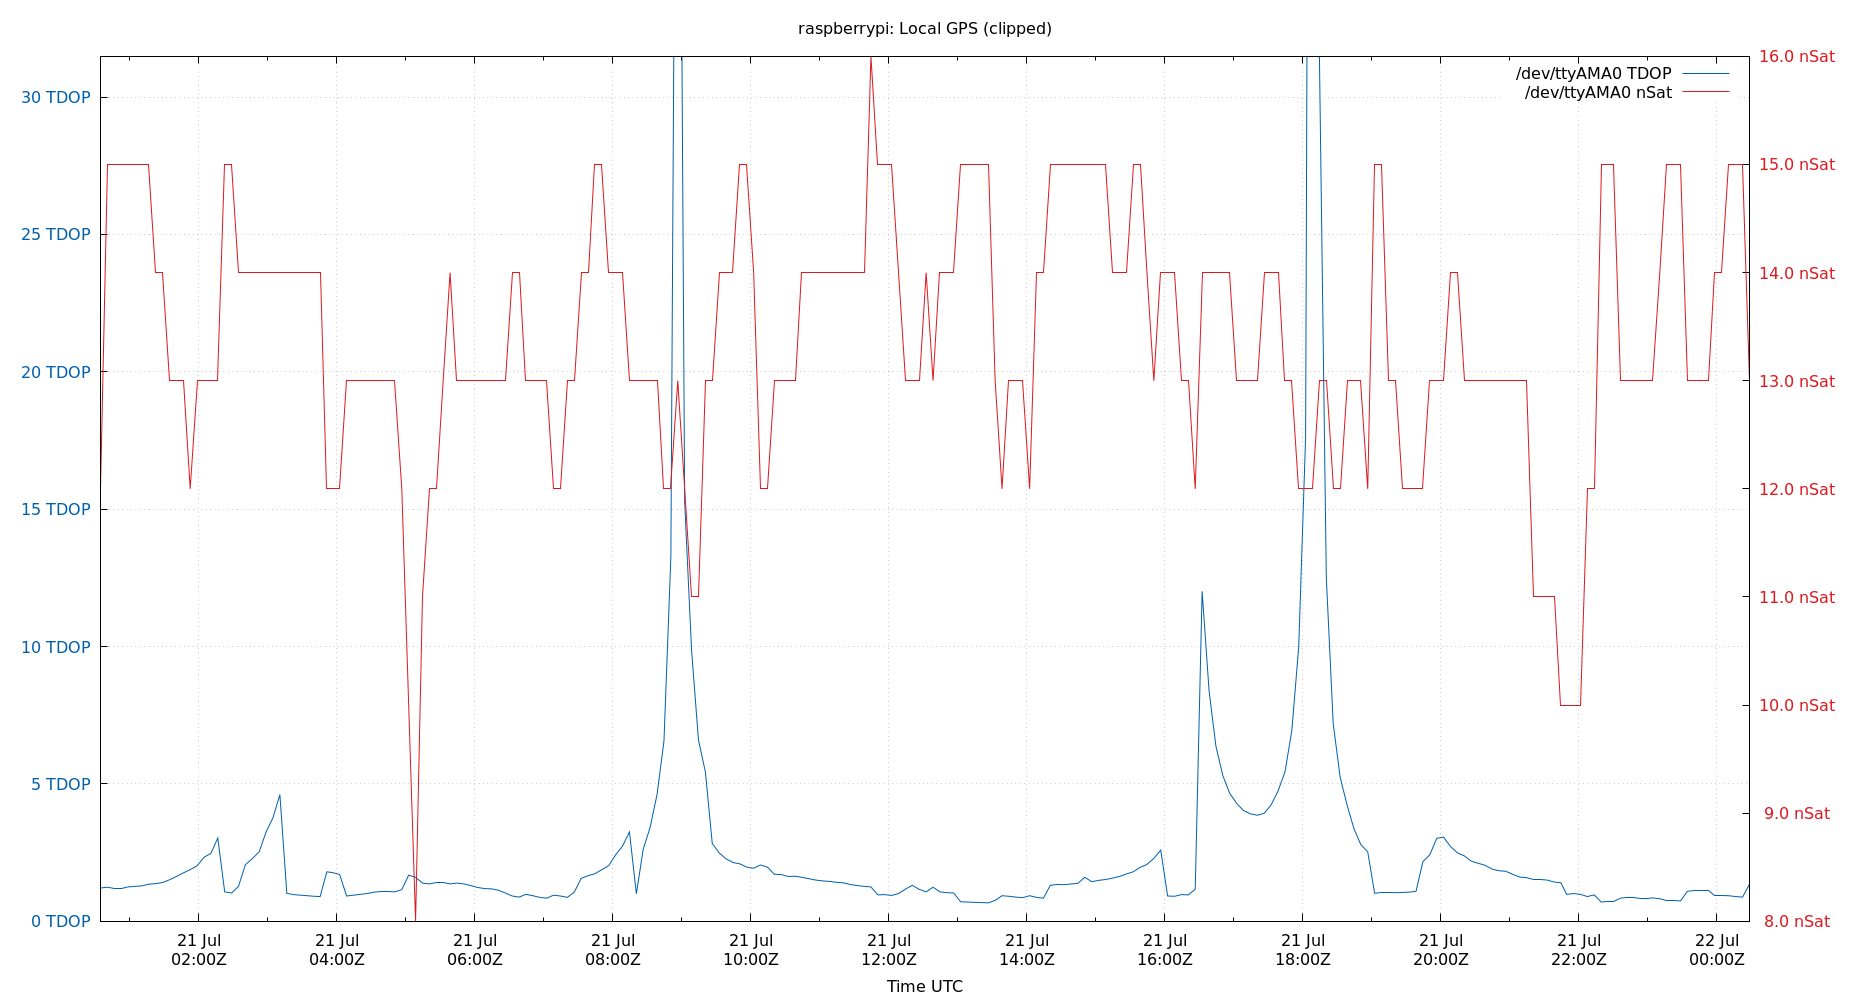 raspberrypi: Local GPS (clipped)
/dev/ttyAMA0 TDOP
/dev/ttyAMA0 nSat
30 TDOP
25 TDOP
20 TDOP
15 TDOP
10 TDOP
5 TDOP
0 TDOP
16.0 nSat
15.0 nSat
14.0 nSat
13.0 nSat
12.0 nSat
11.0 nSat
10.0 nSat
9.0 nSat
8.0 nSat
21 Jul
02:00Z
21 Jul
04:00Z
21 Jul
06:00Z
21 Jul
08:00Z
21 Jul
10:00Z
21 Jul
12:00Z
21 Jul
14:00Z
21 Jul
16:00Z
21 Jul
18:00Z
21 Jul
20:00Z
21 Jul
22:00Z
22 Jul
00:00Z
Time UTC